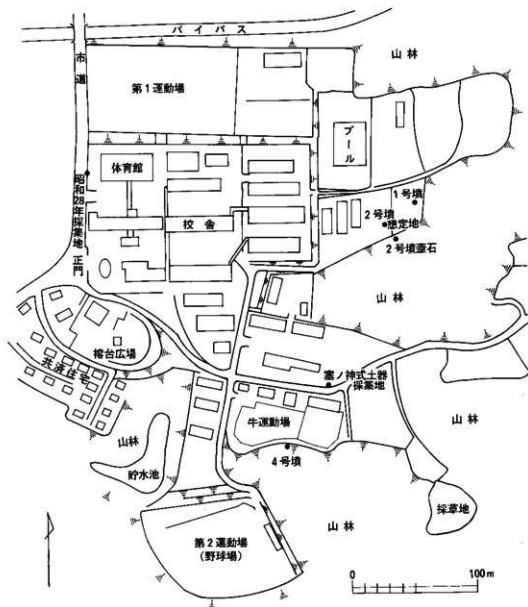 バイパス
山林
市道
第1運動場
プール
体育館
昭和28年採集地
1号墳
2号墳
想定地
2号墳蓋石
校舎
正門
山林
榕台広場
共済住宅
塞ノ神式土器
採集地
牛運動場
山林
山林
4号墳
貯水池
採草地
第2運動場
(野球場)
山林
0
100m